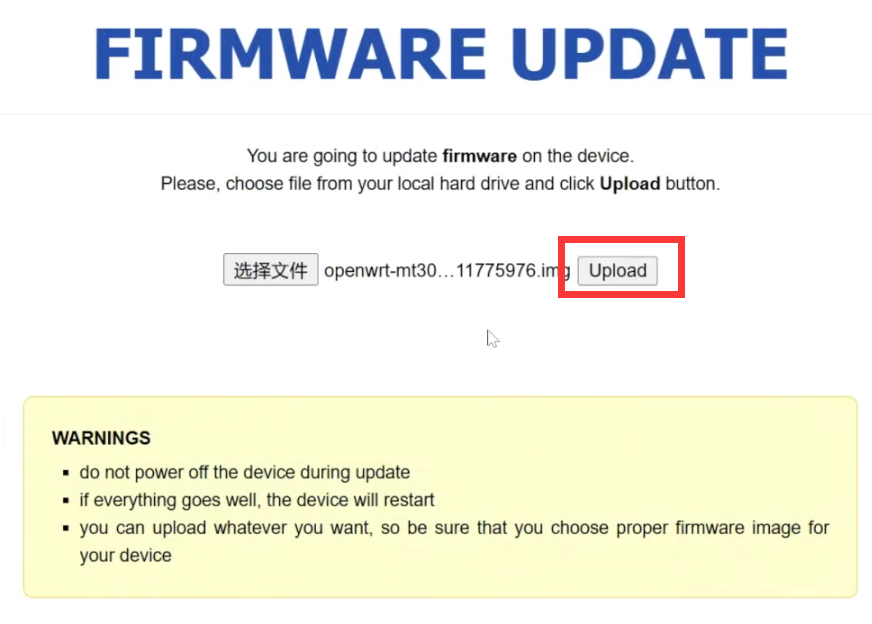 FIRMWARE UPDATE
You are going to update firmware on the device.
Please, choose file from your local hard drive and click Upload button.
选择文件 openwrt-mt30…11775976.img Upload
WARNINGS
▪ do not power off the device during update
▪ if everything goes well, the device will restart
▪ you can upload whatever you want, so be sure that you choose proper firmware image for
your device